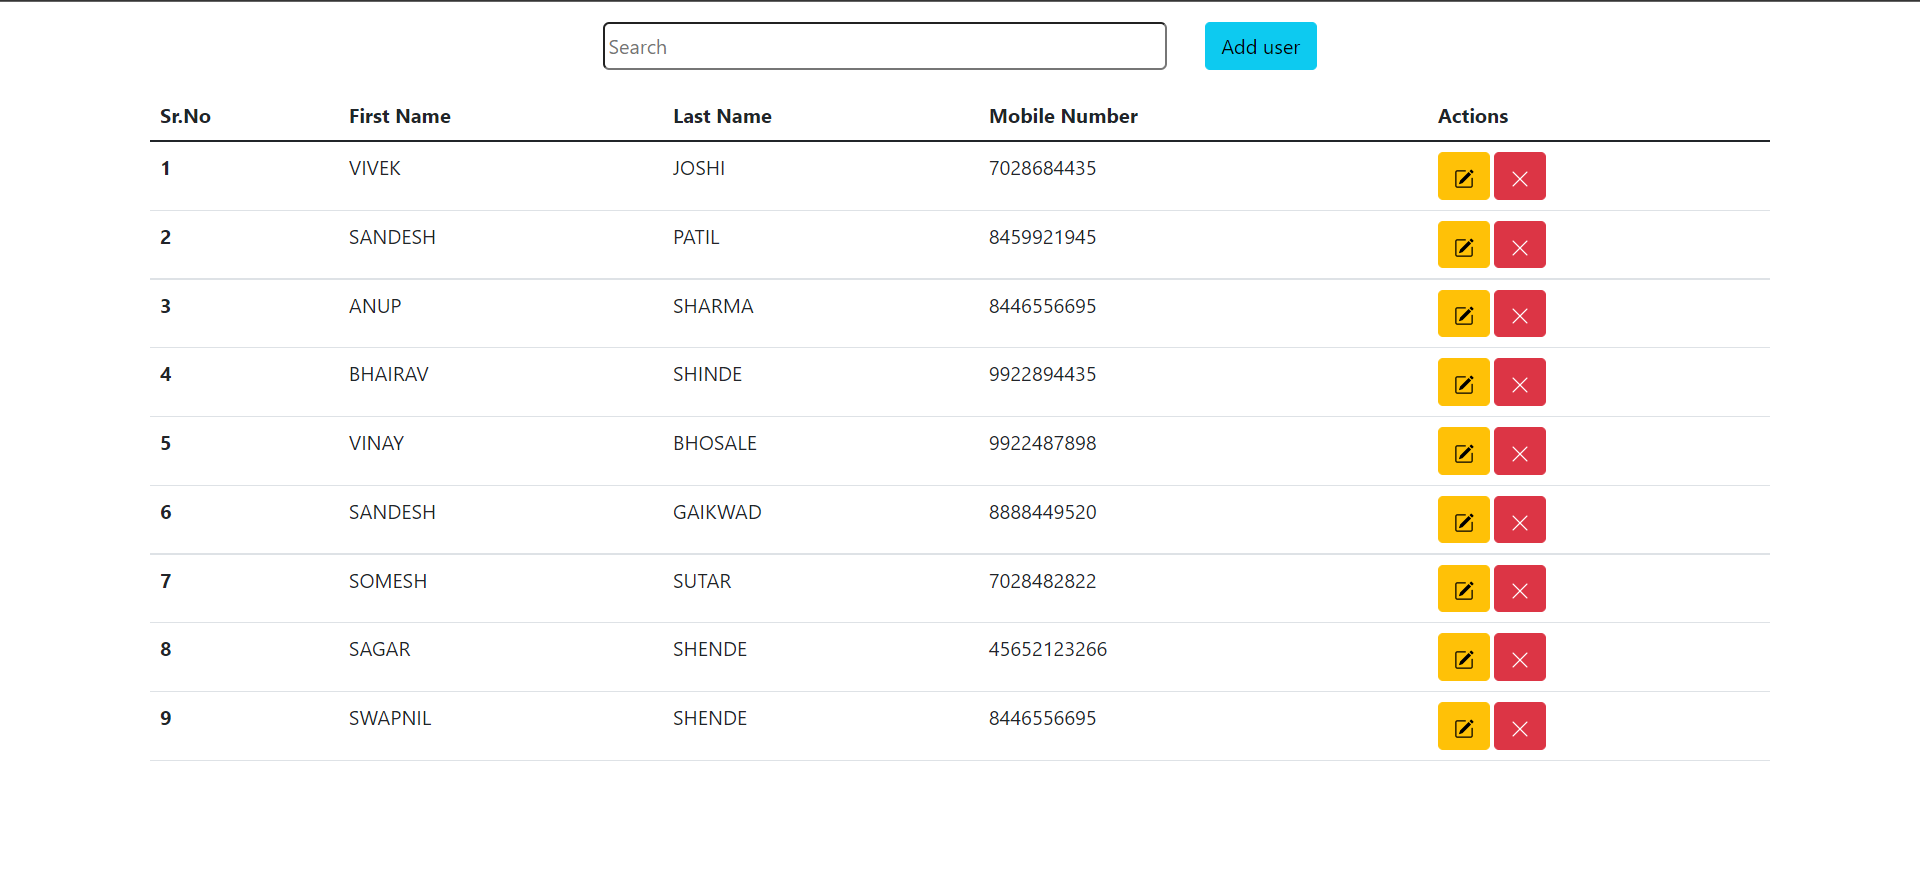 Search Add user
Sr.No First Name Last Name Mobile Number Actions
1 VIVEK JOSHI 7028684435
2 SANDESH PATIL 8459921945
3 ANUP SHARMA 8446556695
4 BHAIRAV SHINDE 9922894435
5 VINAY BHOSALE 9922487898
6 SANDESH GAIKWAD 8888449520
7 SOMESH SUTAR 7028482822
8 SAGAR SHENDE 45652123266
9 SWAPNIL SHENDE 8446556695